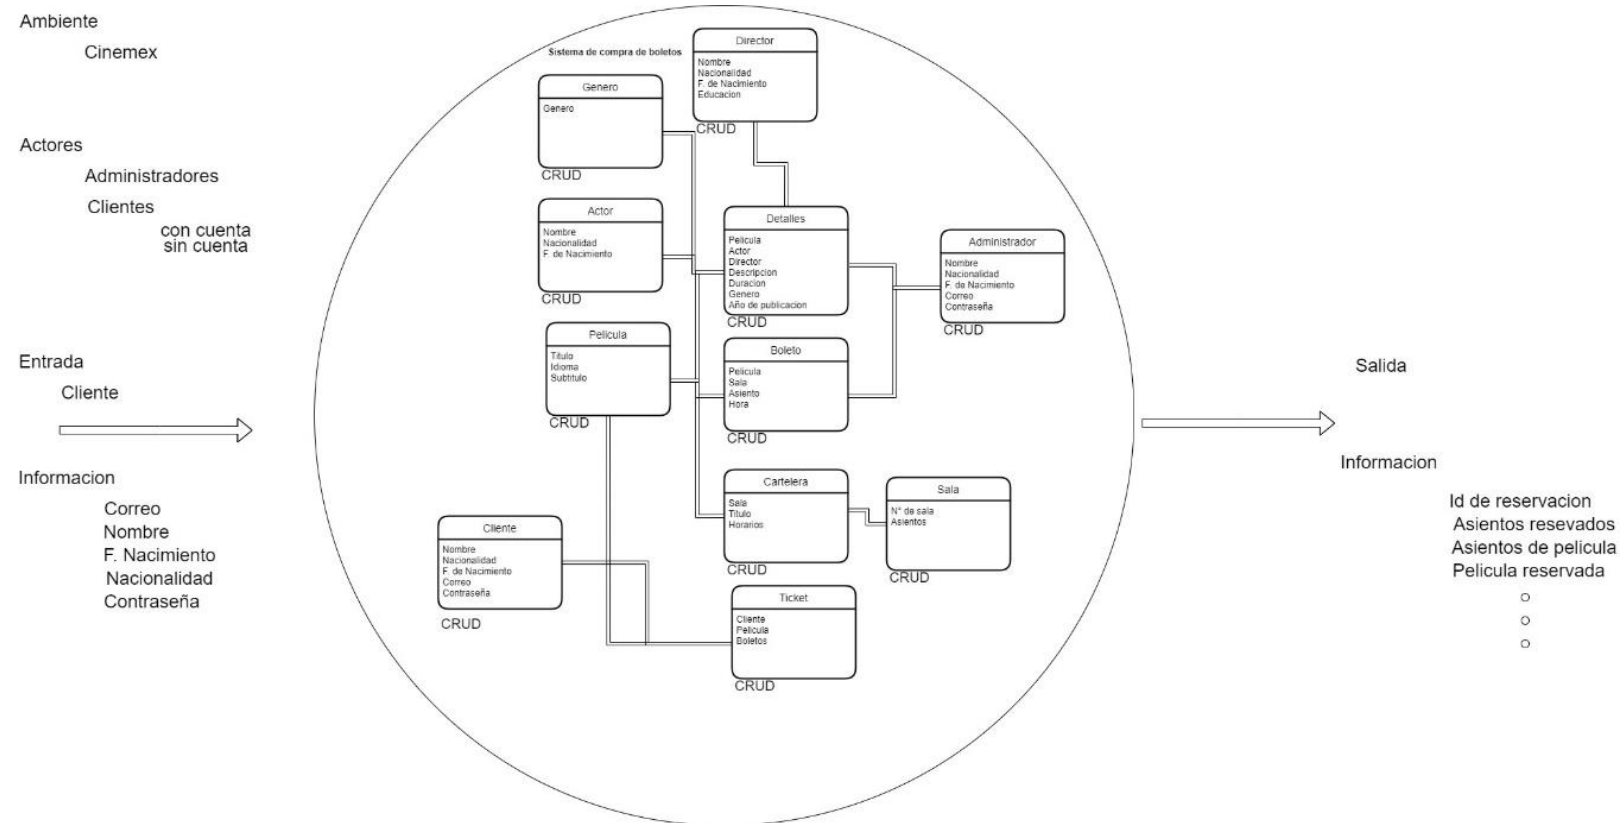 Ambiente
Cinemex
Actores
Administradores
Clientes
con cuenta
sin cuenta
Entrada
Cliente
Informacion
Correo
Nombre
F. Nacimiento
Nacionalidad
Contraseña
Sistema de compra de boletos
Director
Nombre
Nacionalidad
F. de Nacimiento
Educacion
CRUD
Genero
Genero
CRUD
Actor
Nombre
Nacionalidad
F. de Nacimiento
CRUD
Detalles
Pelicula
Actor
Director
Descripcion
Duracion
Genero
Año de publicacion
CRUD
Administrador
Nombre
Nacionalidad
F. de Nacimiento
Correo
Contraseña
CRUD
Pelicula
Titulo
Idioma
Subtitulo
CRUD
Boleto
Pelicula
Sala
Asiento
Hora
CRUD
Cartelera
Sala
Titulo
Horarios
CRUD
Sala
N° de sala
Asientos
CRUD
Cliente
Nombre
Nacionalidad
F. de Nacimiento
Correo
Contraseña
CRUD
Ticket
Cliente
Pelicula
Boletos
CRUD
Salida
Informacion
Id de reservacion
Asientos resevados
Asientos de pelicula
Pelicula reservada